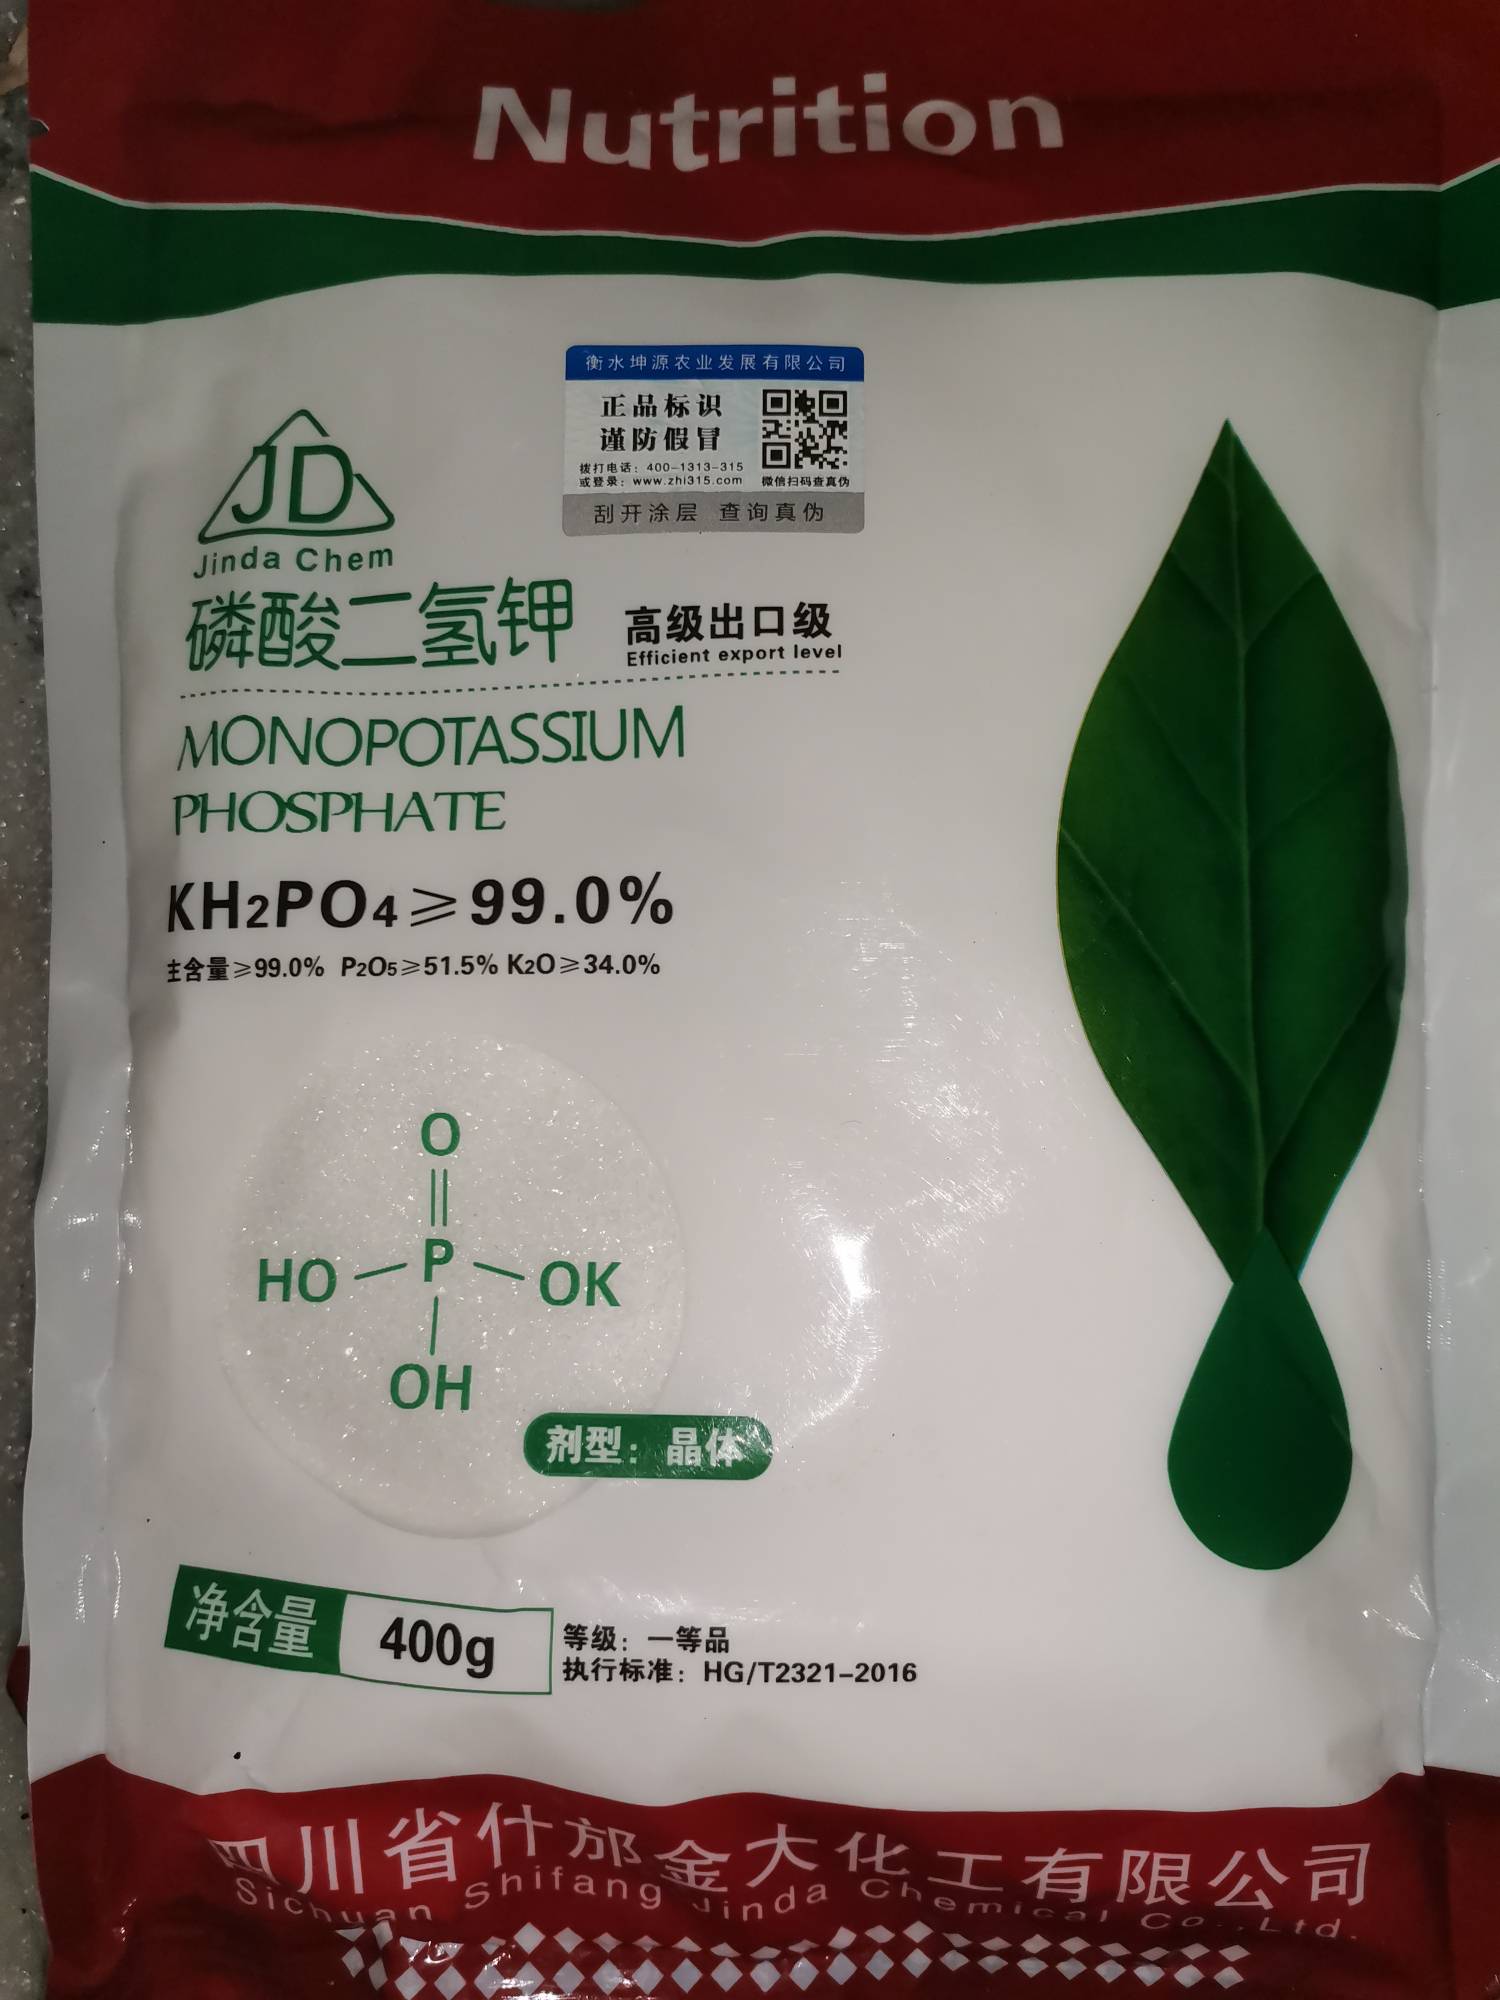 Nutrition
衡水坤源农业发展有限公司
正品标识
谨防假冒
拨打电话：400-1313-315
或登录：www.zhi315.com
微信扫码查真伪
刮开涂层 查询真伪
JD
Jinda Chem
磷酸二氢钾
高级出口级
Efficient export level
MONOPOTASSIUM
PHOSPHATE
KH2PO4≥99.0%
主含量≥99.0% P2O5≥51.5% K2O≥34.0%
O
HO P OK
OH
剂型：晶体
净含量 400g
等级：一等品
执行标准：HG/T2321-2016
四川省什邡金大化工有限公司
Sichuan Shifang Jinda Chemical Co.,Ltd.